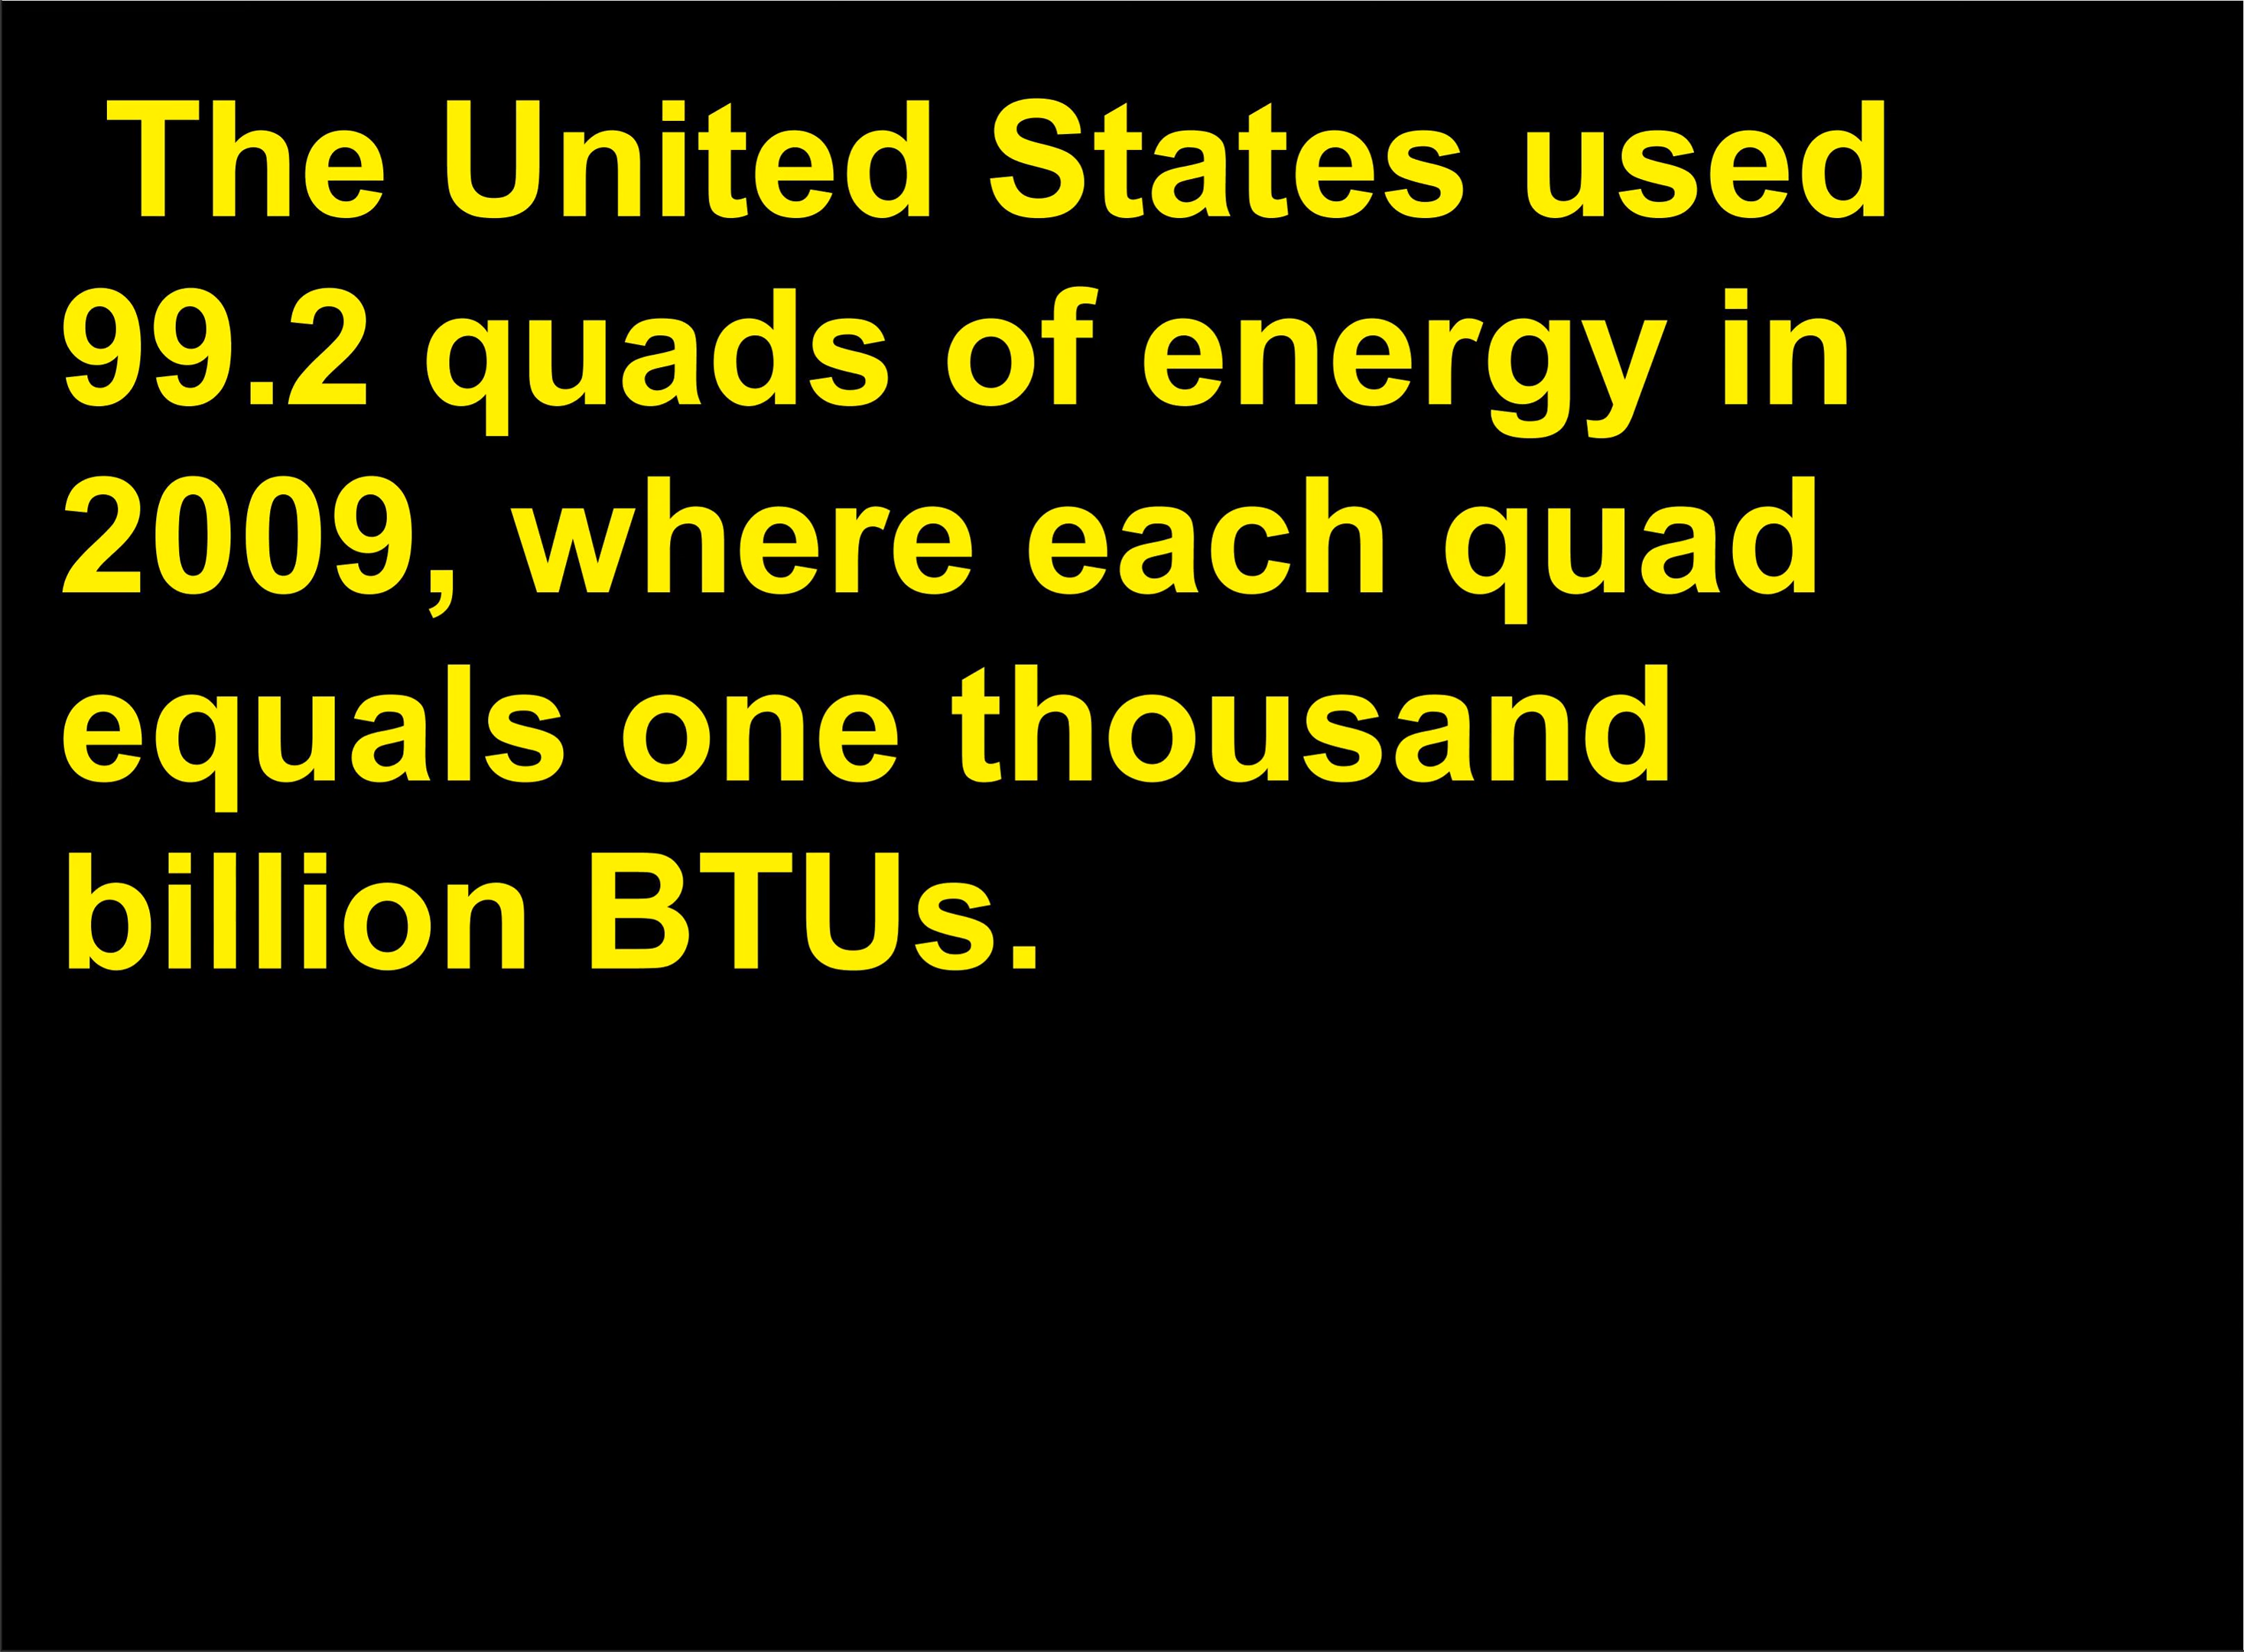 The United States used
99.2 quads of energy in
2009, where each quad
equals one thousand
billion BTUs.